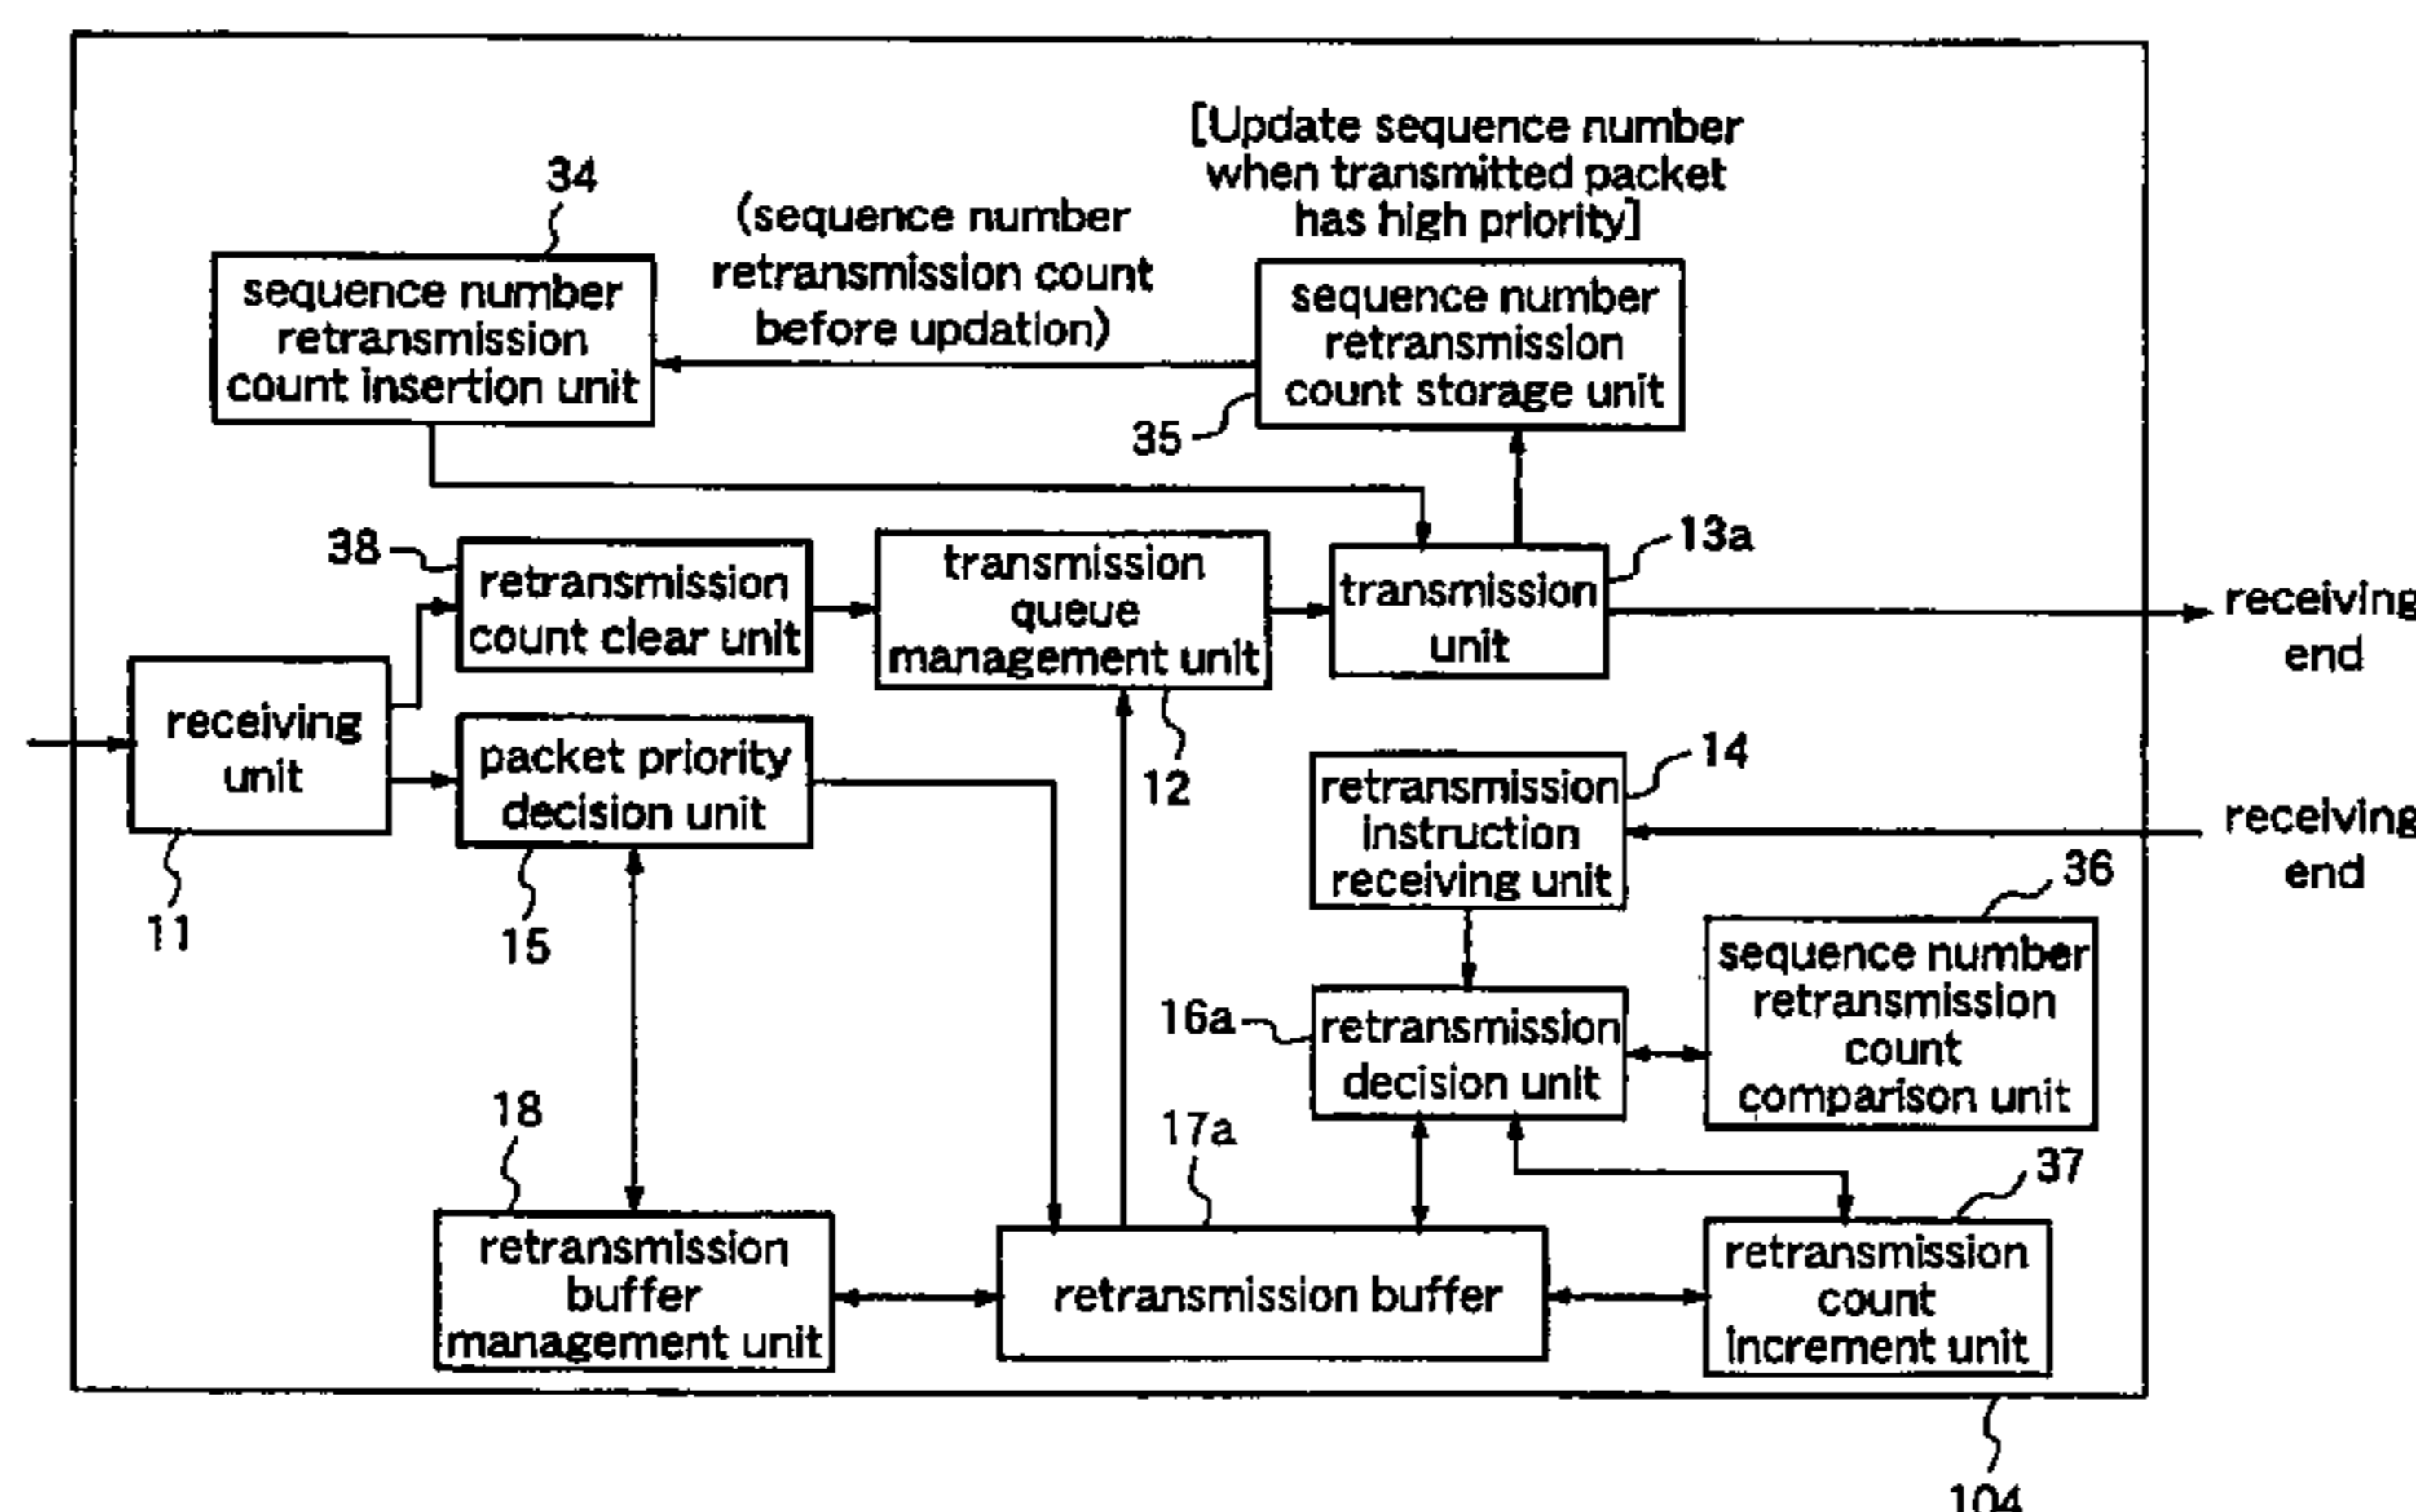 [Update sequence number
when transmitted packet
has high priority]
34
(sequence number
retransmission count
before updation)
sequence number
retransmission
count insertion unit
sequence number
retransmission
count storage unit
35
38
retransmission
count clear unit
transmission
queue
management unit
12
transmission
unit
13a
receiving
end
receiving
unit
11
packet priority
decision unit
15
retransmission
instruction
receiving unit
14
receiving
end
36
sequence number
retransmission
count
comparison unit
16a
retransmission
decision unit
18
retransmission
buffer
management unit
17a
retransmission buffer
37
retransmission
count
increment unit
104